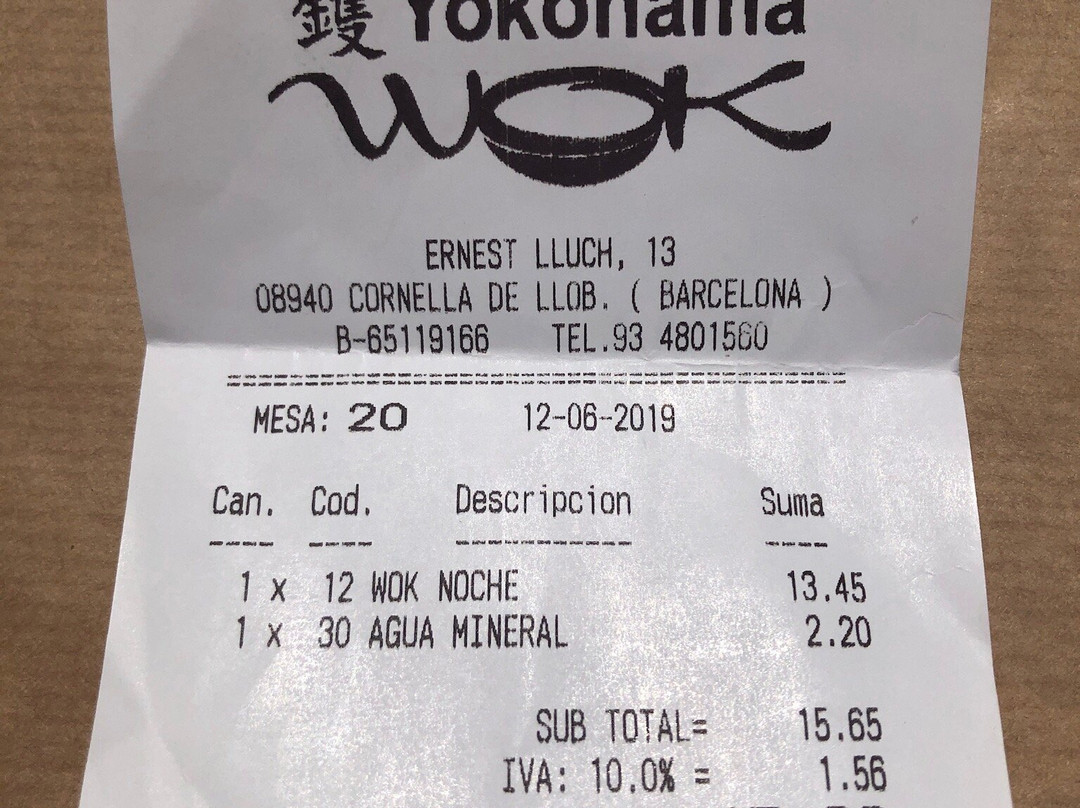 鑊 Yokohama
WOK
ERNEST LLUCH, 13
08940 CORNELLA DE LLOB. ( BARCELONA )
B-65119166 TEL.93 4801560
MESA: 20 12-06-2019
Can. Cod. Descripcion Suma
1 x 12 WOK NOCHE 13.45
1 x 30 AGUA MINERAL 2.20
SUB TOTAL= 15.65
IVA: 10.0% = 1.56